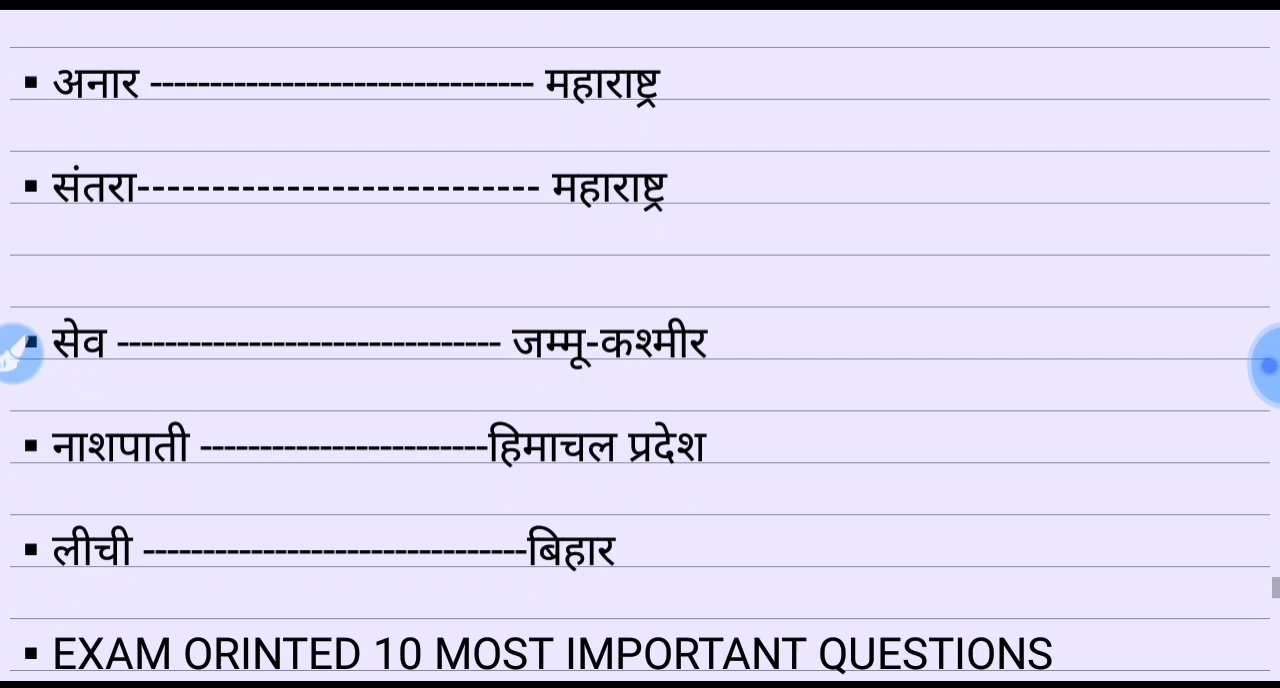 ▪ अनार -------------------------------- महाराष्ट्र
▪ संतरा--------------------------- महाराष्ट्र
▪ सेव -------------------------------- जम्मू-कश्मीर
▪ नाशपाती ------------------------हिमाचल प्रदेश
▪ लीची --------------------------------बिहार
▪ EXAM ORINTED 10 MOST IMPORTANT QUESTIONS